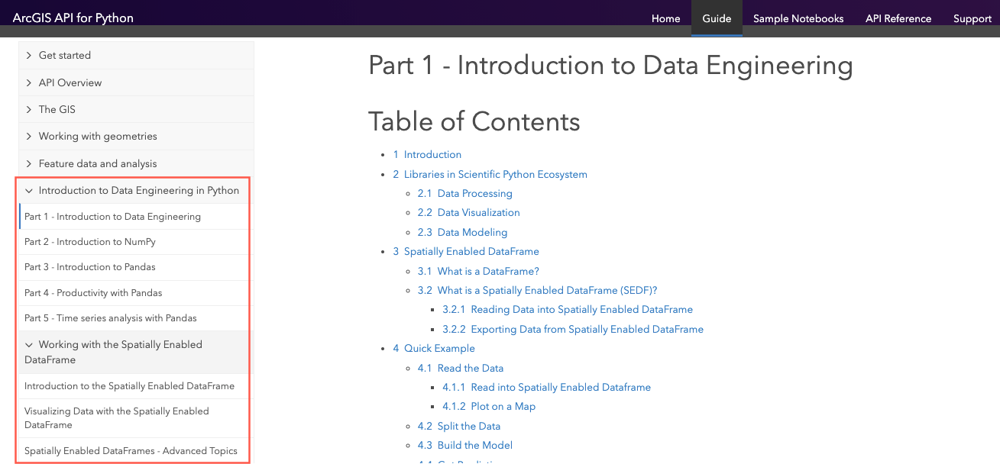 ArcGIS API for Python
Home
Guide
Sample Notebooks
API Reference
Support
Get started
API Overview
The GIS
Working with geometries
Feature data and analysis
Introduction to Data Engineering in Python
Part 1 - Introduction to Data Engineering
Part 2 - Introduction to NumPy
Part 3 - Introduction to Pandas
Part 4 - Productivity with Pandas
Part 5 - Time series analysis with Pandas
Working with the Spatially Enabled
DataFrame
Introduction to the Spatially Enabled DataFrame
Visualizing Data with the Spatially Enabled
DataFrame
Spatially Enabled DataFrames - Advanced Topics
Part 1 - Introduction to Data Engineering
Table of Contents
1 Introduction
2 Libraries in Scientific Python Ecosystem
2.1 Data Processing
2.2 Data Visualization
2.3 Data Modeling
3 Spatially Enabled DataFrame
3.1 What is a DataFrame?
3.2 What is a Spatially Enabled DataFrame (SEDF)?
3.2.1 Reading Data into Spatially Enabled DataFrame
3.2.2 Exporting Data from Spatially Enabled DataFrame
4 Quick Example
4.1 Read the Data
4.1.1 Read into Spatially Enabled Dataframe
4.1.2 Plot on a Map
4.2 Split the Data
4.3 Build the Model